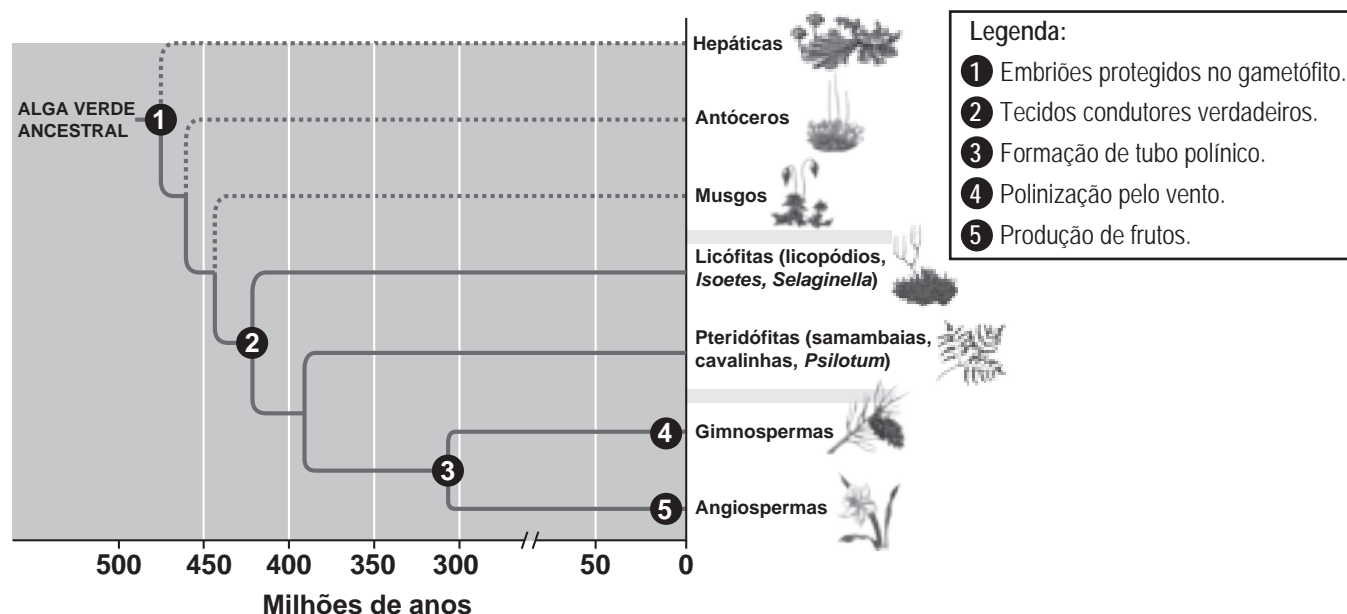 Hepáticas
ALGA VERDE
ANCESTRAL
1
Antóceros
Musgos
Licófitas (licopódios,
Isoetes, Selaginella)
2
Pteridófitas (samambaias,
cavalinhas, Psilotum)
4
Gimnospermas
3
5
Angiospermas
500 450 400 350 300 // 50 0
Milhões de anos
Legenda:
1 Embriões protegidos no gametófito.
2 Tecidos condutores verdadeiros.
3 Formação de tubo polínico.
4 Polinização pelo vento.
5 Produção de frutos.